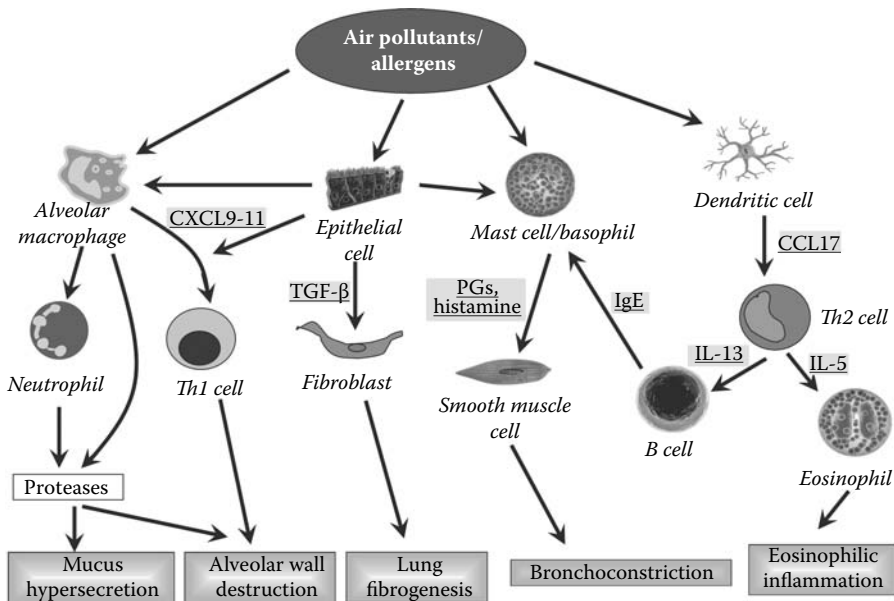 Air pollutants/
allergens
Alveolar
macrophage
CXCL9-11
Epithelial
cell
Mast cell/basophil
Dendritic cell
CCL17
TGF-β
PGs,
histamine
IgE
Th2 cell
IL-13
IL-5
Neutrophil
Th1 cell
Fibroblast
Smooth muscle
cell
B cell
Eosinophil
Proteases
Mucus
hypersecretion
Alveolar wall
destruction
Lung
fibrogenesis
Bronchoconstriction
Eosinophilic
inflammation